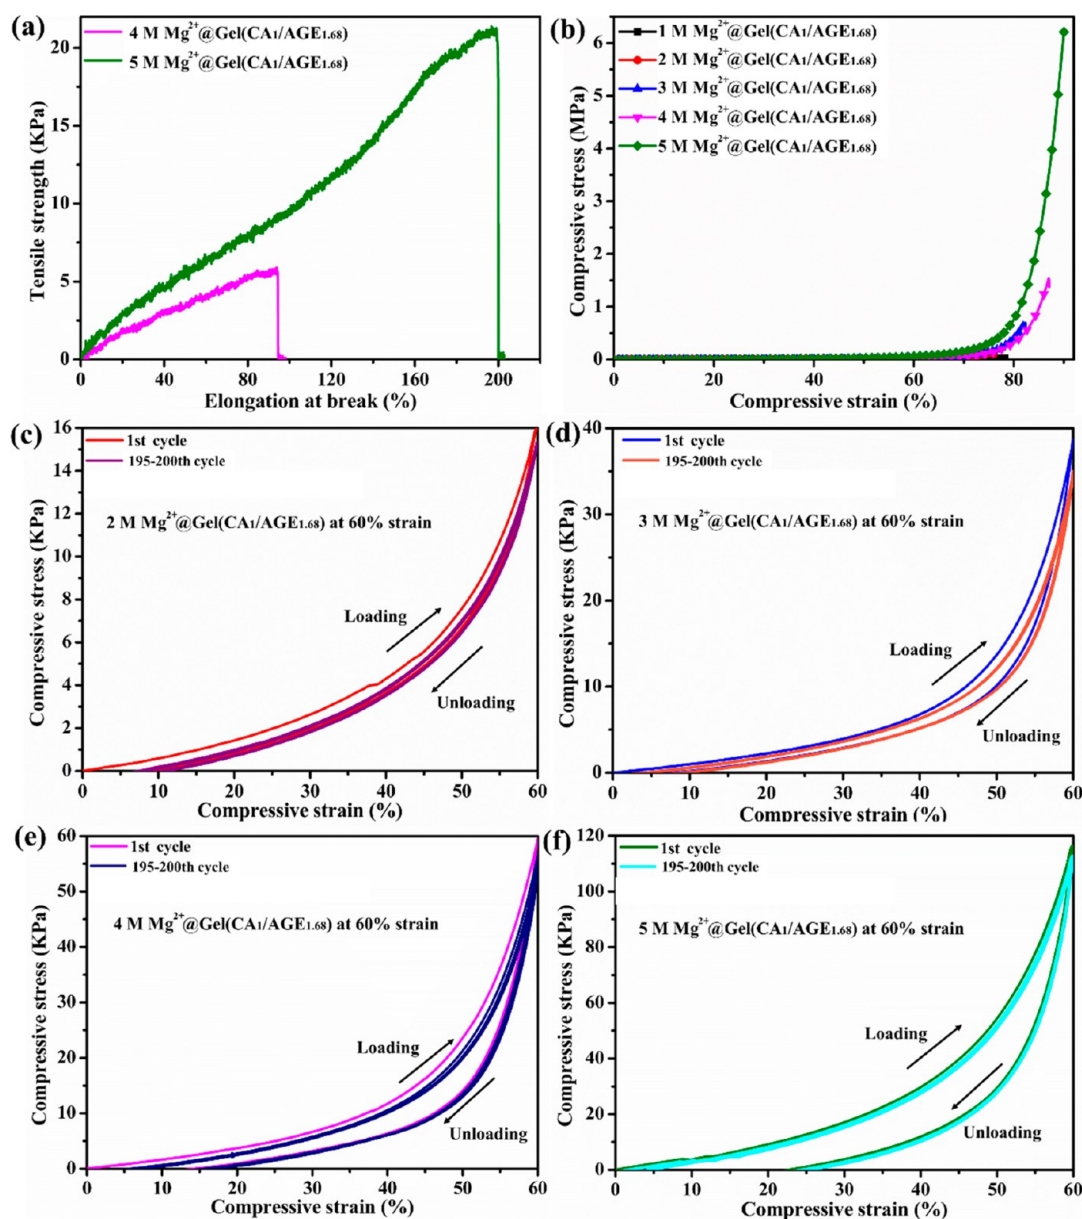 (a)
4 M Mg²⁺@Gel(CA₁/AGE₁.₆₈)
5 M Mg²⁺@Gel(CA₁/AGE₁.₆₈)
Tensile strength (KPa)
20
15
10
5
0
0 40 80 120 160 200
Elongation at break (%)
(b)
1 M Mg²⁺@Gel(CA₁/AGE₁.₆₈)
2 M Mg²⁺@Gel(CA₁/AGE₁.₆₈)
3 M Mg²⁺@Gel(CA₁/AGE₁.₆₈)
4 M Mg²⁺@Gel(CA₁/AGE₁.₆₈)
5 M Mg²⁺@Gel(CA₁/AGE₁.₆₈)
Compressive stress (MPa)
6
5
4
3
2
1
0
0 20 40 60 80
Compressive strain (%)
(c)
1st cycle
195-200th cycle
2 M Mg²⁺@Gel(CA₁/AGE₁.₆₈) at 60% strain
Loading
Unloading
Compressive stress (KPa)
16
14
12
10
8
6
4
2
0
0 10 20 30 40 50 60
Compressive strain (%)
(d)
1st cycle
195-200th cycle
3 M Mg²⁺@Gel(CA₁/AGE₁.₆₈) at 60% strain
Loading
Unloading
Compressive stress (KPa)
40
30
20
10
0
0 10 20 30 40 50 60
Compressive strain (%)
(e)
1st cycle
195-200th cycle
4 M Mg²⁺@Gel(CA₁/AGE₁.₆₈) at 60% strain
Loading
Unloading
Compressive stress (KPa)
60
50
40
30
20
10
0
0 10 20 30 40 50 60
Compressive strain (%)
(f)
1st cycle
195-200th cycle
5 M Mg²⁺@Gel(CA₁/AGE₁.₆₈) at 60% strain
Loading
Unloading
Compressive stress (KPa)
120
100
80
60
40
20
0
0 10 20 30 40 50 60
Compressive strain (%)